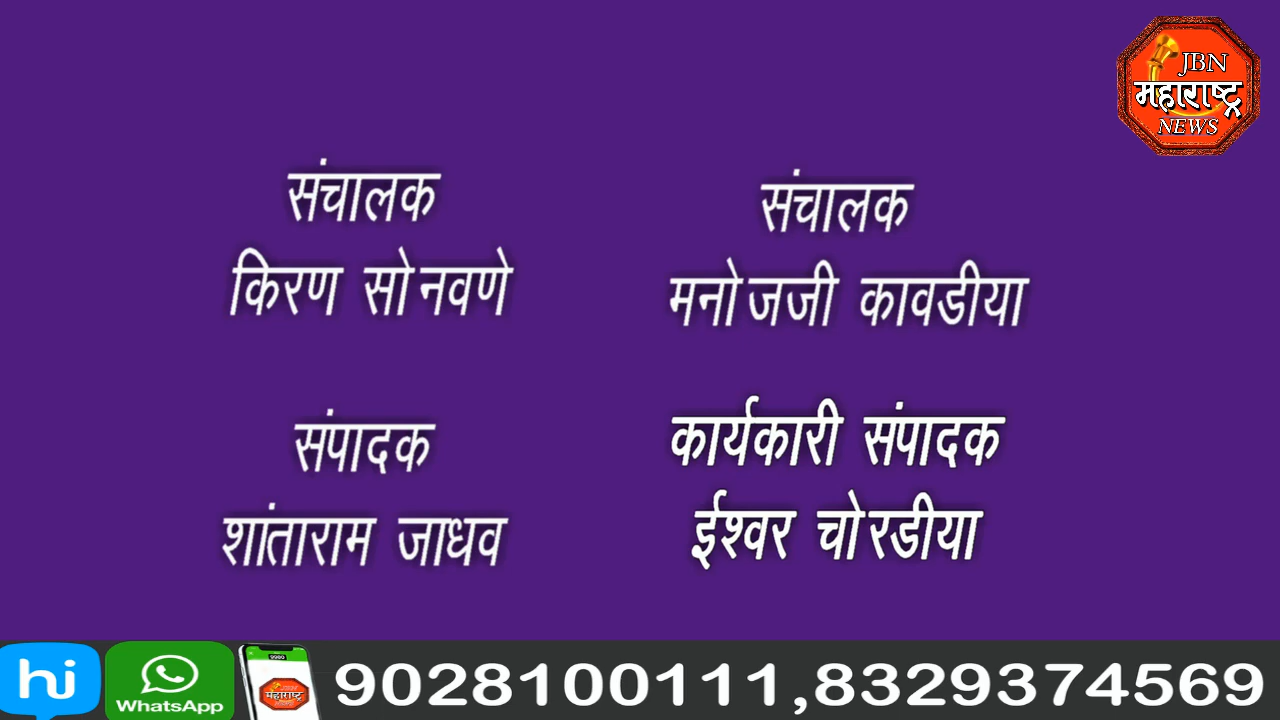 JBN
महाराष्ट्र
NEWS
संचालक
किरण सोनवणे
संचालक
मनोजजी कावडीया
संपादक
शांताराम जाधव
कार्यकारी संपादक
ईश्वर चोरडीया
hi
WhatsApp
महाराष्ट्र
9028100111,8329374569